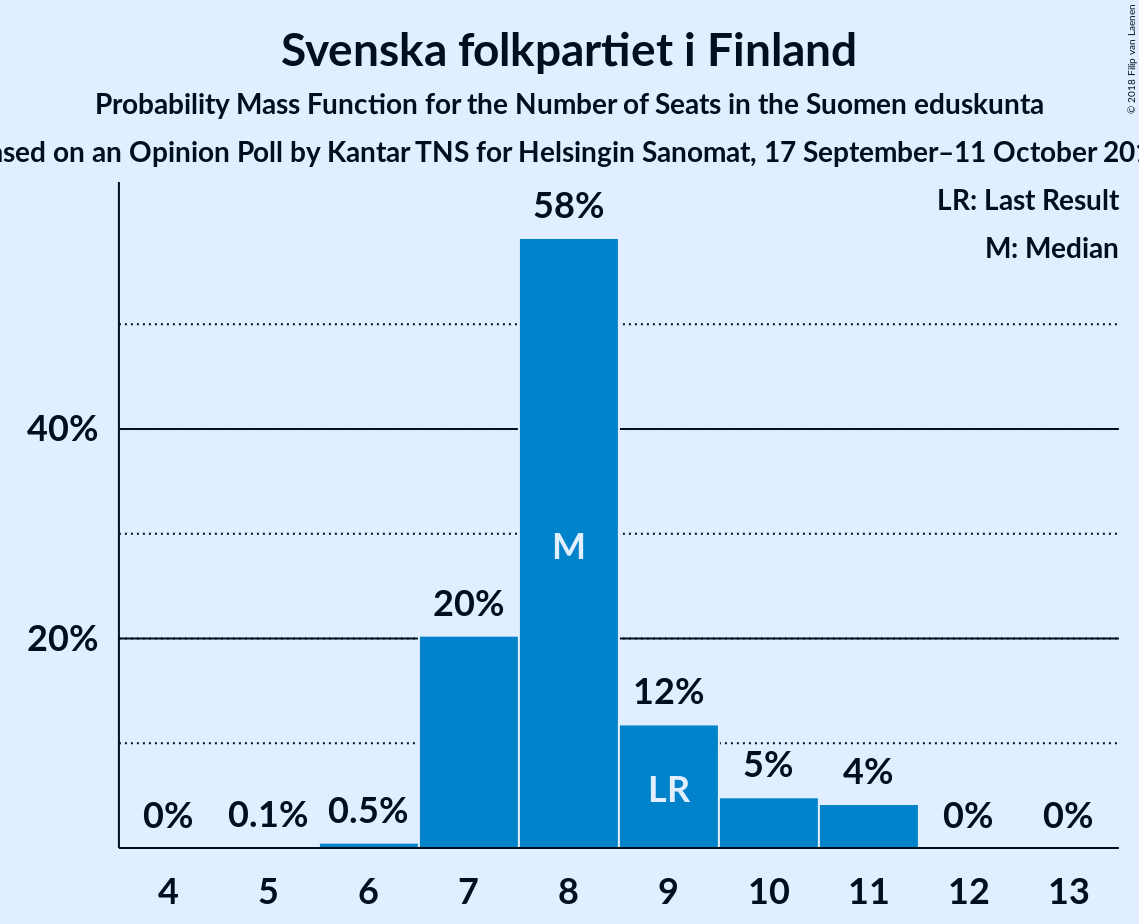 Svenska folkpartiet i Finland
Probability Mass Function for the Number of Seats in the Suomen eduskunta
on an Opinion Poll by Kantar TNS for Helsingin Sanomat, 17 September–11 October
© 2018 Filip van Laenen
LR: Last Result
M: Median
58%
40%
M
20%
20%
12%
LR
5%
4%
0%
0.1%
0.5%
0%
0%
4
5
6
7
8
9
10
11
12
13